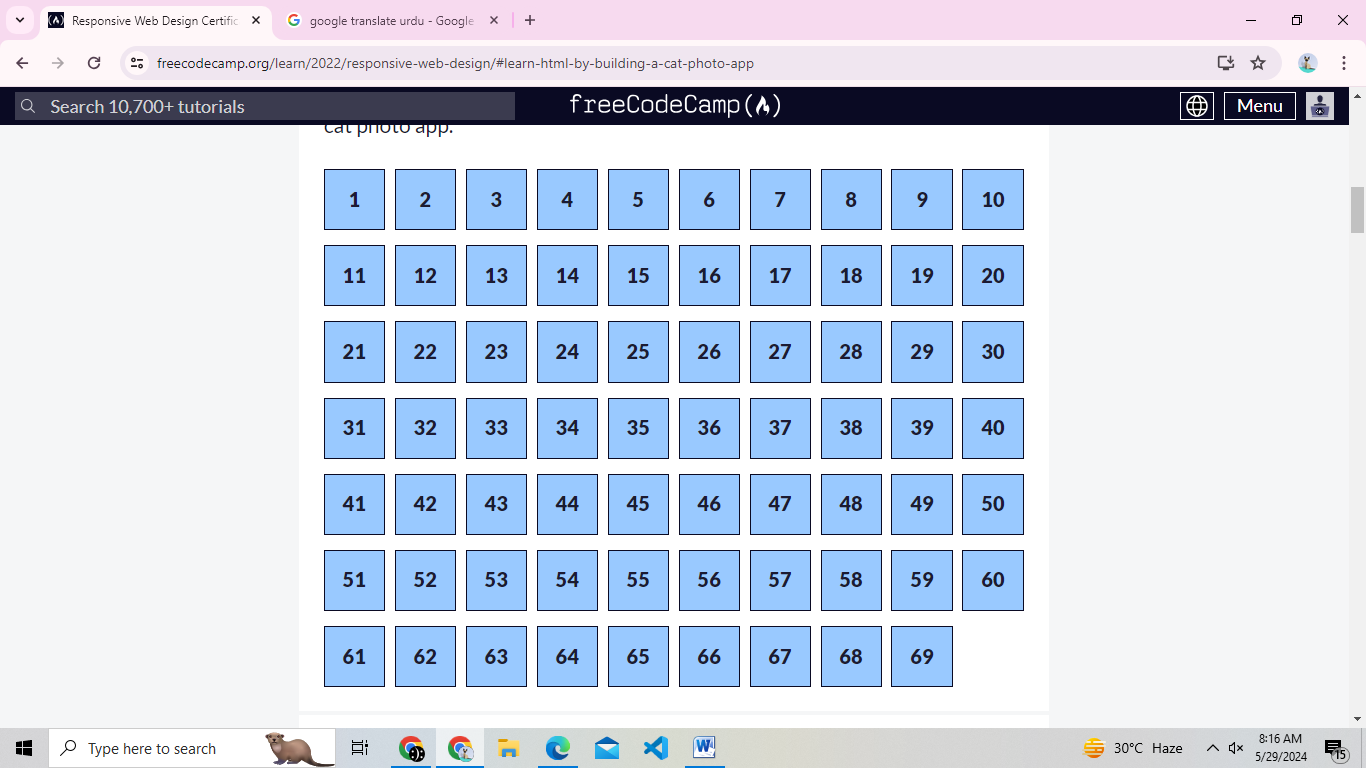 Responsive Web Design Certific
google translate urdu - Google
freecodecamp.org/learn/2022/responsive-web-design/#learn-html-by-building-a-cat-photo-app
Search 10,700+ tutorials
freeCodeCamp
Menu
cat photo app.
1 2 3 4 5 6 7 8 9 10
11 12 13 14 15 16 17 18 19 20
21 22 23 24 25 26 27 28 29 30
31 32 33 34 35 36 37 38 39 40
41 42 43 44 45 46 47 48 49 50
51 52 53 54 55 56 57 58 59 60
61 62 63 64 65 66 67 68 69
Type here to search
30°C Haze
8:16 AM
5/29/2024
15